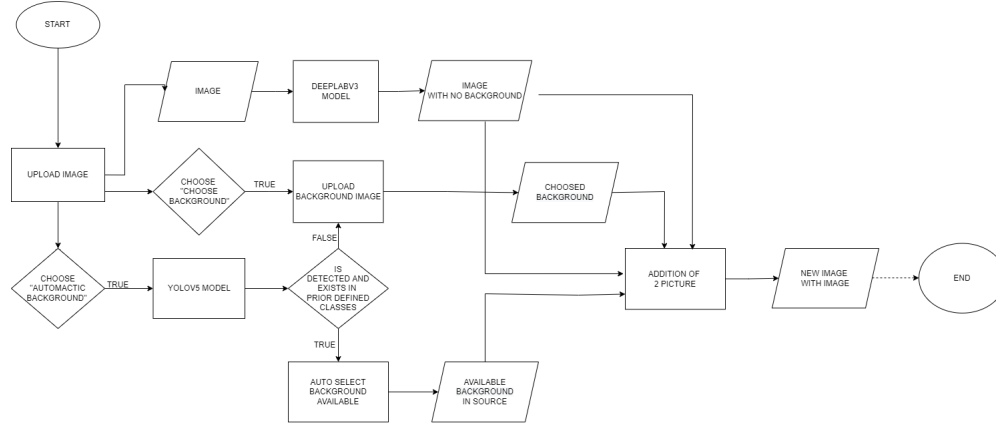 START
IMAGE
DEEPLABV3
MODEL
IMAGE
WITH NO BACKGROUND
UPLOAD IMAGE
CHOOSE
"CHOOSE
BACKGROUND"
TRUE
UPLOAD
BACKGROUND IMAGE
CHOOSED
BACKGROUND
FALSE
CHOOSE
"AUTOMACTIC
BACKGROUND"
TRUE
YOLOV5 MODEL
IS
DETECTED AND
EXISTS IN
PRIOR DEFINED
CLASSES
ADDITION OF
2 PICTURE
NEW IMAGE
WITH IMAGE
END
TRUE
AUTO SELECT
BACKGROUND
AVAILABLE
AVAILABLE
BACKGROUND
IN SOURCE